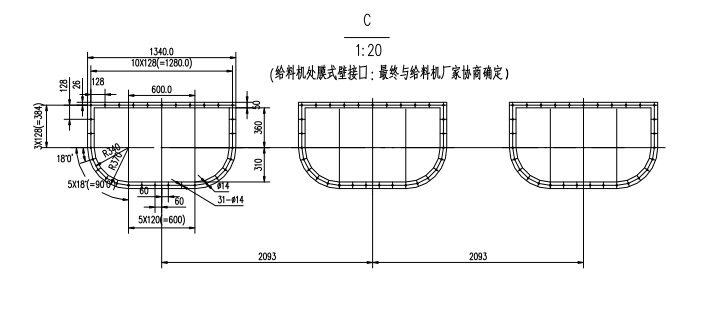 C
1:20
(给料机处膜式壁接口：最终与给料机厂家协商确定)
1340.0
10X128(=1280.0)
128
26
128
600.0
50
3X128(=384)
360
R340
R370
310
18°0'
5X18°(=90°0')
60
60
ø14
31-ø14
5X120(=600)
2093
2093